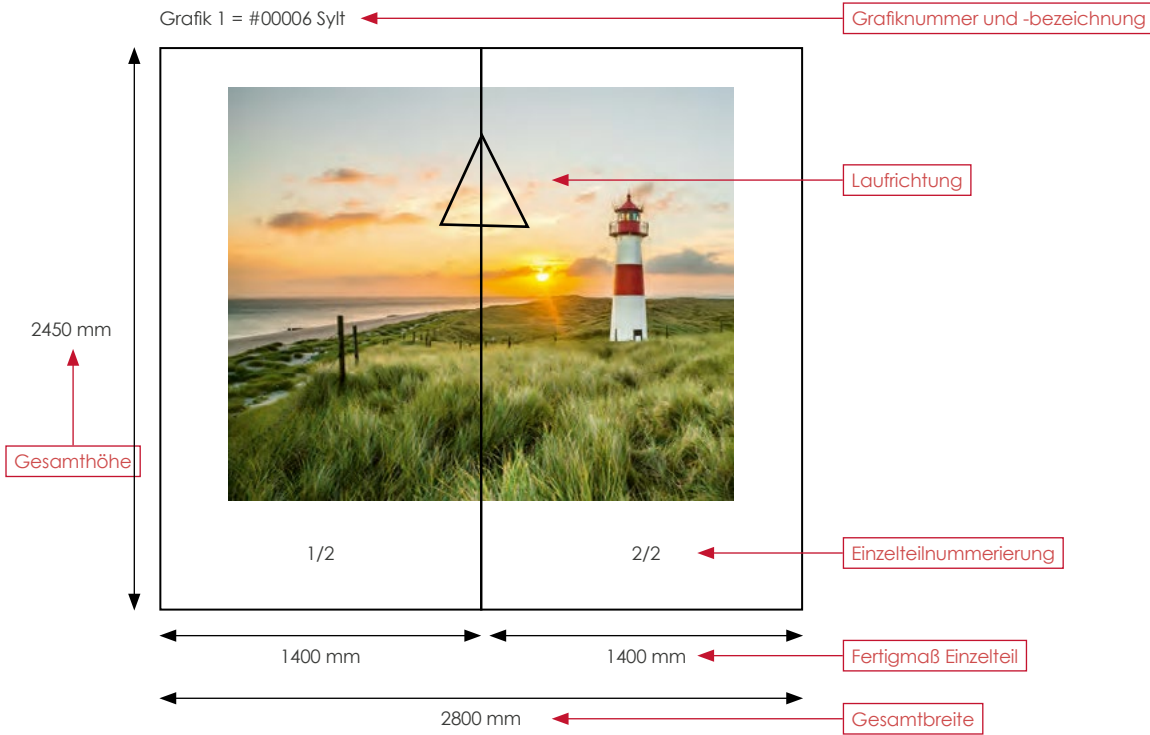 Grafik 1 = #00006 Sylt
Grafiknummer und -bezeichnung
Laufrichtung
2450 mm
Gesamthöhe
1/2
2/2
Einzelteilnummerierung
1400 mm
1400 mm
Fertigmaß Einzelteil
2800 mm
Gesamtbreite